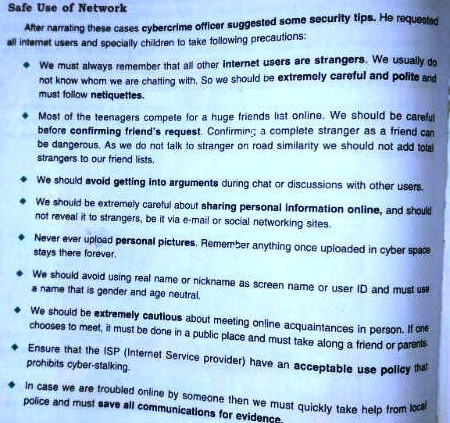 Safe Use of Network
After narrating these cases cybercrime officer suggested some security tips. He requested
all internet users and specially children to take following precautions:
◆ We must always remember that all other internet users are strangers. We usually do
not know whom we are chatting with. So we should be extremely careful and polite and
must follow netiquettes.
◆ Most of the teenagers compete for a huge friends list online. We should be careful
before confirming friend's request. Confirming a complete stranger as a friend can
be dangerous. As we do not talk to stranger on road similarity we should not add total
strangers to our friend lists.
◆ We should avoid getting into arguments during chat or discussions with other users.
◆ We should be extremely careful about sharing personal information online, and should
not reveal it to strangers, be it via e-mail or social networking sites.
◆ Never ever upload personal pictures. Remember anything once uploaded in cyber space
stays there forever.
◆ We should avoid using real name or nickname as screen name or user ID and must use
a name that is gender and age neutral.
◆ We should be extremely cautious about meeting online acquaintances in person. If one
chooses to meet, it must be done in a public place and must take along a friend or parents.
◆ Ensure that the ISP (Internet Service provider) have an acceptable use policy that
prohibits cyber-stalking.
◆ In case we are troubled online by someone then we must quickly take help from local
police and must save all communications for evidence.